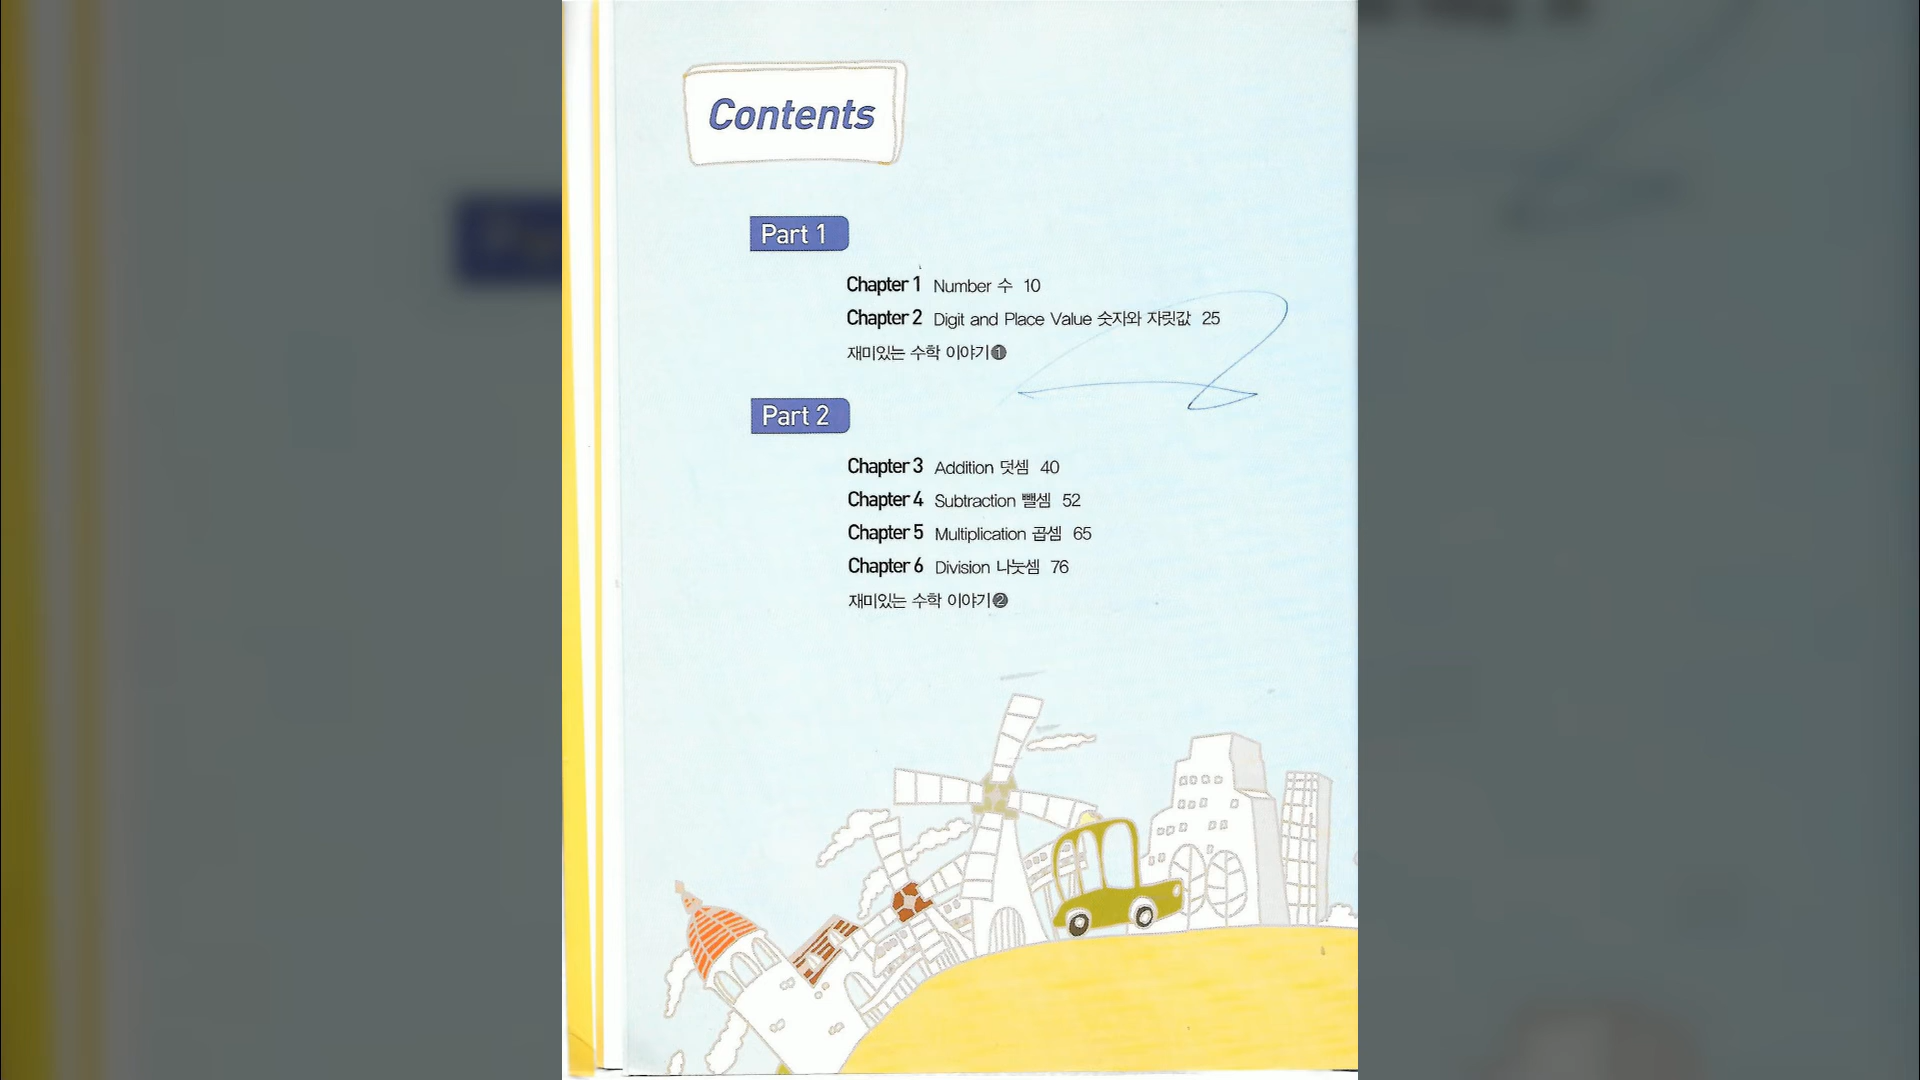 Contents
Part 1
Chapter 1 Number 수 10
Chapter 2 Digit and Place Value 숫자와 자릿값 25
재미있는 수학 이야기❶
Part 2
Chapter 3 Addition 덧셈 40
Chapter 4 Subtraction 뺄셈 52
Chapter 5 Multiplication 곱셈 65
Chapter 6 Division 나눗셈 76
재미있는 수학 이야기❷